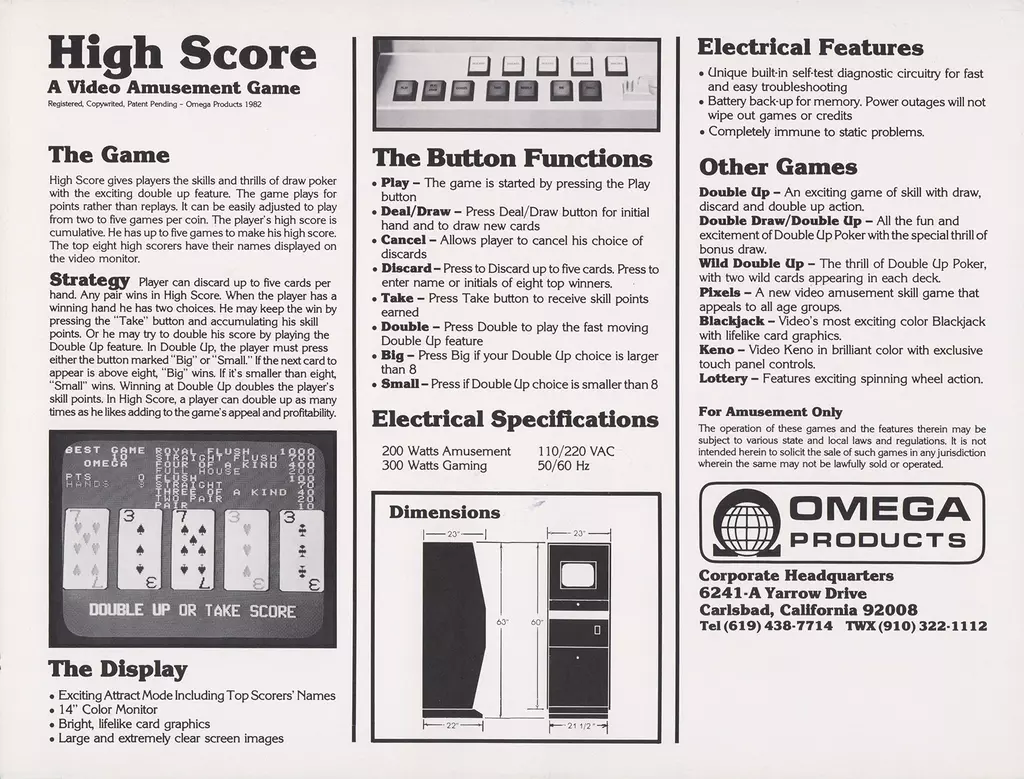 High Score
A Video Amusement Game
Registered, Copywrited, Patent Pending – Omega Products 1982
The Game
High Score gives players the skills and thrills of draw poker
with the exciting double up feature. The game plays for
points rather than replays. It can be easily adjusted to play
from two to five games per coin. The player's high score is
cumulative. He has up to five games to make his high score.
The top eight high scorers have their names displayed on
the video monitor.
Strategy Player can discard up to five cards per
hand. Any pair wins in High Score. When the player has a
winning hand he has two choices. He may keep the win by
pressing the "Take" button and accumulating his skill
points. Or he may try to double his score by playing the
Double Up feature. In Double Up, the player must press
either the button marked "Big" or "Small." If the next card to
appear is above eight, "Big" wins. If it's smaller than eight,
"Small" wins. Winning at Double Up doubles the player's
skill points. In High Score, a player can double up as many
times as he likes adding to the game's appeal and profitability.
BEST GAME
10
OMEGA
PTS 0
HANDS
ROYAL FLUSH 1000
STRAIGHT FLUSH
FOUR OF A KIND 400
FULL HOUSE 200
FLUSH 100
STRAIGHT 70
THREE OF A KIND 40
TWO PAIR 20
PAIR 10
7 3 7 3 3
7 3 7 3 3
DOUBLE UP OR TAKE SCORE
The Display
• Exciting Attract Mode Including Top Scorers' Names
• 14" Color Monitor
• Bright, lifelike card graphics
• Large and extremely clear screen images
The Button Functions
• Play – The game is started by pressing the Play
button
• Deal/Draw – Press Deal/Draw button for initial
hand and to draw new cards
• Cancel – Allows player to cancel his choice of
discards
• Discard – Press to Discard up to five cards. Press to
enter name or initials of eight top winners.
• Take – Press Take button to receive skill points
earned
• Double – Press Double to play the fast moving
Double Up feature
• Big – Press Big if your Double Up choice is larger
than 8
• Small – Press if Double Up choice is smaller than 8
Electrical Specifications
200 Watts Amusement 110/220 VAC
300 Watts Gaming 50/60 Hz
Dimensions
23" 23"
63" 60"
22" 21 1/2"
Electrical Features
• Unique built-in self-test diagnostic circuitry for fast
and easy troubleshooting
• Battery back-up for memory. Power outages will not
wipe out games or credits
• Completely immune to static problems.
Other Games
Double Up – An exciting game of skill with draw,
discard and double up action.
Double Draw/Double Up – All the fun and
excitement of Double Up Poker with the special thrill of
bonus draw.
Wild Double Up – The thrill of Double Up Poker,
with two wild cards appearing in each deck.
Pixels – A new video amusement skill game that
appeals to all age groups.
Blackjack – Video's most exciting color Blackjack
with lifelike card graphics.
Keno – Video Keno in brilliant color with exclusive
touch panel controls.
Lottery – Features exciting spinning wheel action.
For Amusement Only
The operation of these games and the features therein may be
subject to various state and local laws and regulations. It is not
intended herein to solicit the sale of such games in any jurisdiction
wherein the same may not be lawfully sold or operated.
OMEGA
PRODUCTS
Corporate Headquarters
6241-A Yarrow Drive
Carlsbad, California 92008
Tel (619) 438-7714 TWX (910) 322-1112